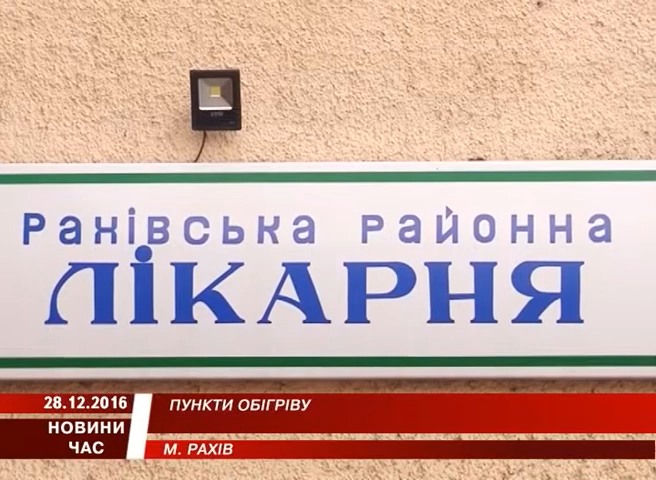 Рахівська районна
ЛІКАРНЯ
28.12.2016
ПУНКТИ ОБІГРІВУ
НОВИНИ
ЧАС
М. РАХІВ